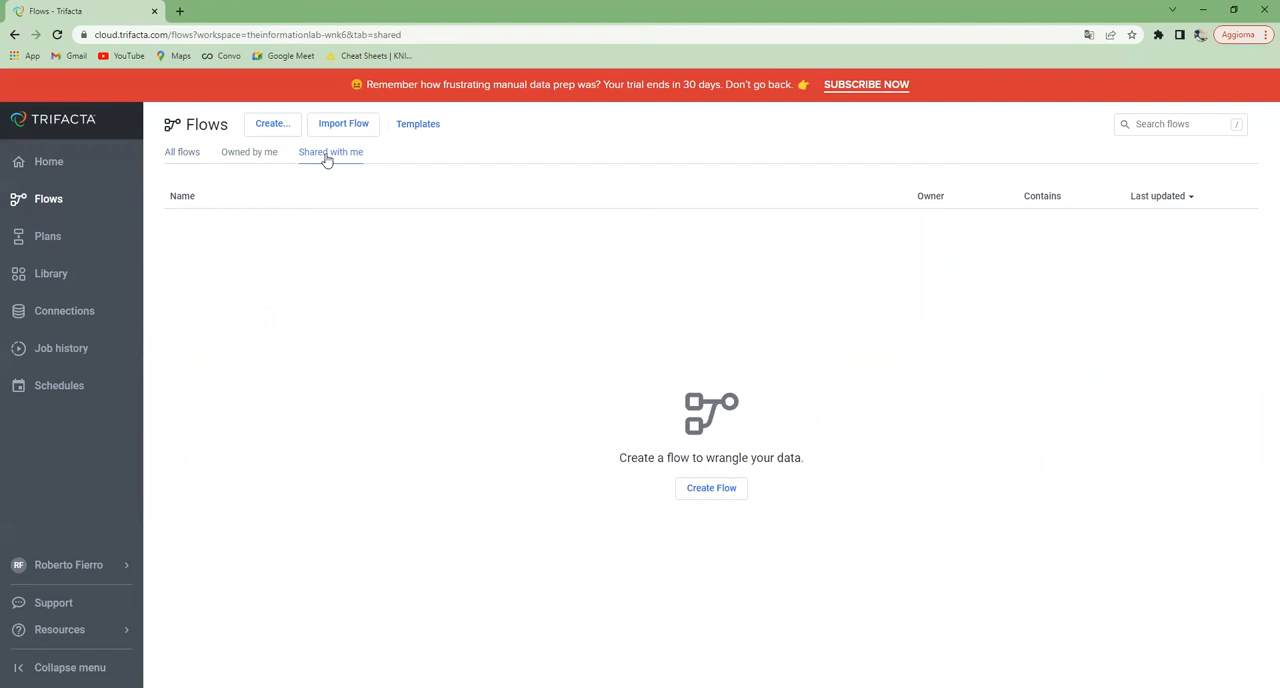 Flows - Trifacta
cloud.trifacta.com/flows?workspace=theinformationlab-wnk6&tab=shared
Aggiorna
App
Gmail
YouTube
Maps
Convo
Google Meet
Cheat Sheets | KNI...
Remember how frustrating manual data prep was? Your trial ends in 30 days. Don't go back. SUBSCRIBE NOW
TRIFACTA
Home
Flows
Plans
Library
Connections
Job history
Schedules
RF Roberto Fierro
Support
Resources
Collapse menu
Flows
Create...
Import Flow
Templates
Search flows /
All flows
Owned by me
Shared with me
Name
Owner
Contains
Last updated
Create a flow to wrangle your data.
Create Flow